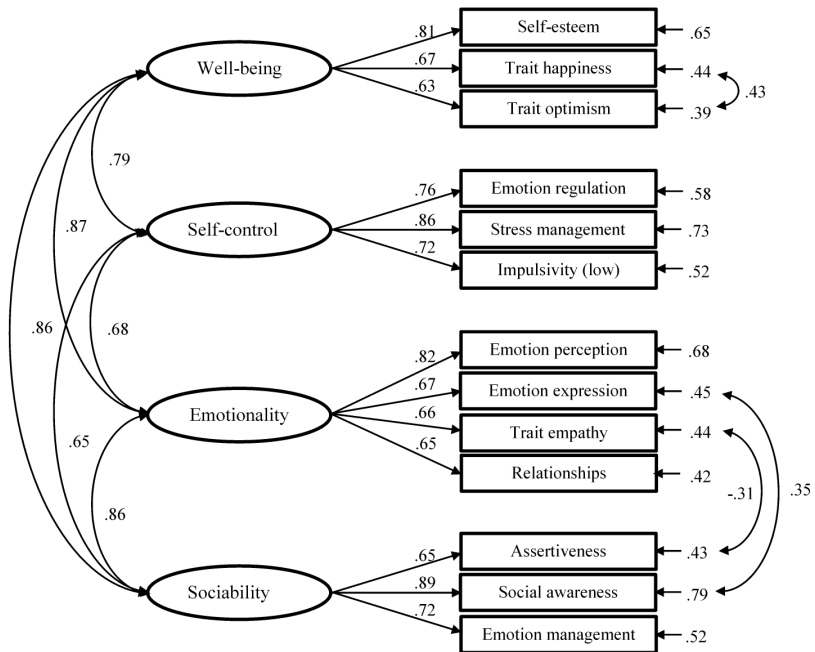 .81
Self-esteem
.65
Well-being
.67
Trait happiness
.44
.63
Trait optimism
.39
.43
.79
.76
Emotion regulation
.58
.87
Self-control
.86
Stress management
.73
.72
Impulsivity (low)
.52
.86
.68
.82
Emotion perception
.68
.67
Emotion expression
.45
Emotionality
.66
Trait empathy
.44
.65
.65
Relationships
.42
-.31
.35
.86
.65
Assertiveness
.43
Sociability
.89
Social awareness
.79
.72
Emotion management
.52